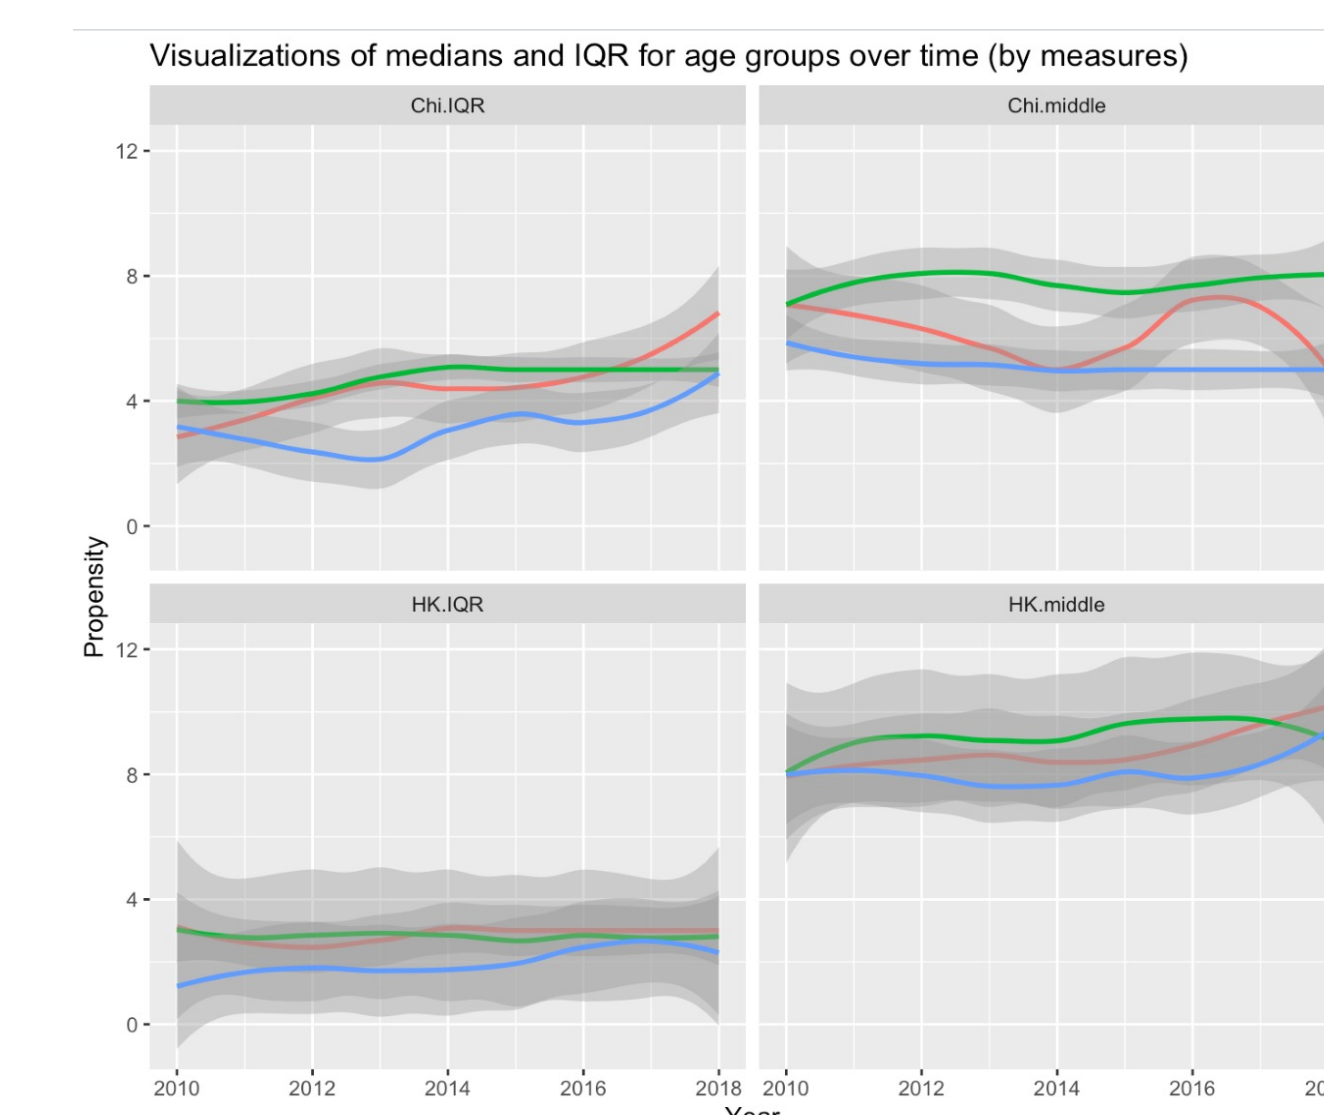 Visualizations of medians and IQR for age groups over time (by measures)
Chi.IQR
Chi.middle
12
8
4
0
Propensity
HK.IQR
HK.middle
12
8
4
0
2010 2012 2014 2016 2018 2010 2012 2014 2016 20
Year